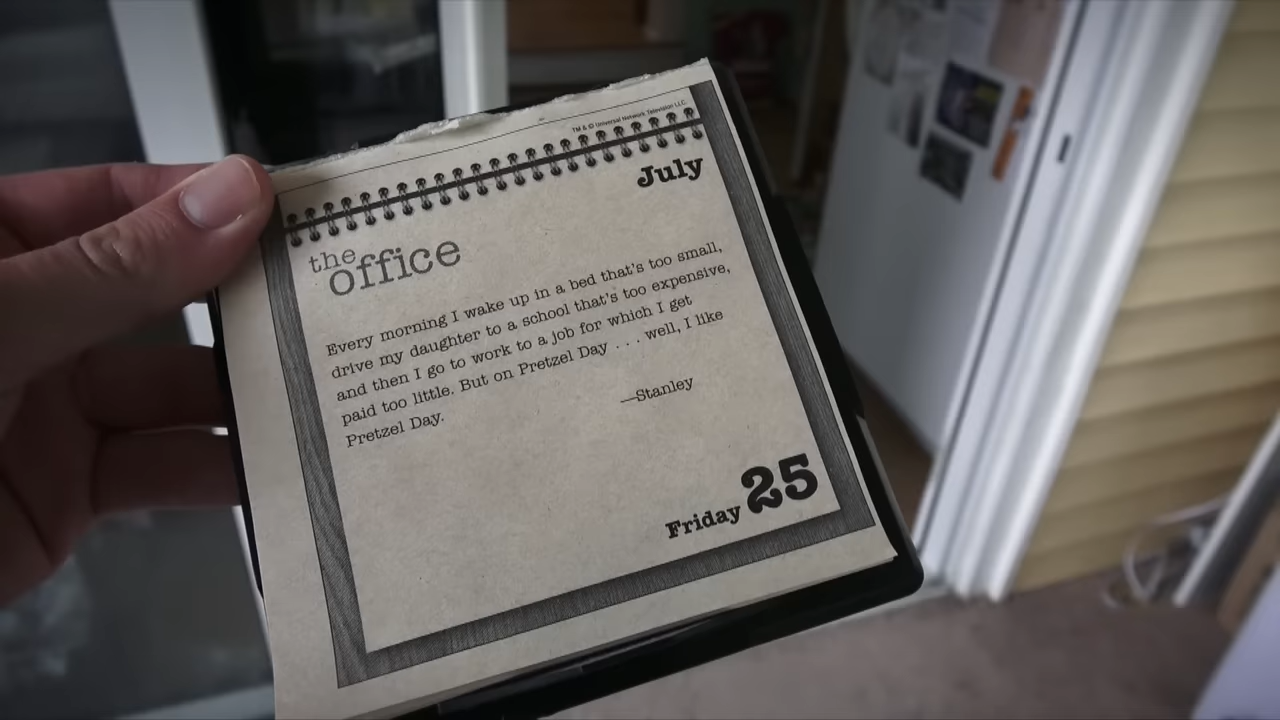 TM & © Universal Network Television LLC.
July
the
office
Every morning I wake up in a bed that's too small,
drive my daughter to a school that's too expensive,
and then I go to work to a job for which I get
paid too little. But on Pretzel Day . . . well, I like
Pretzel Day.
—Stanley
Friday 25